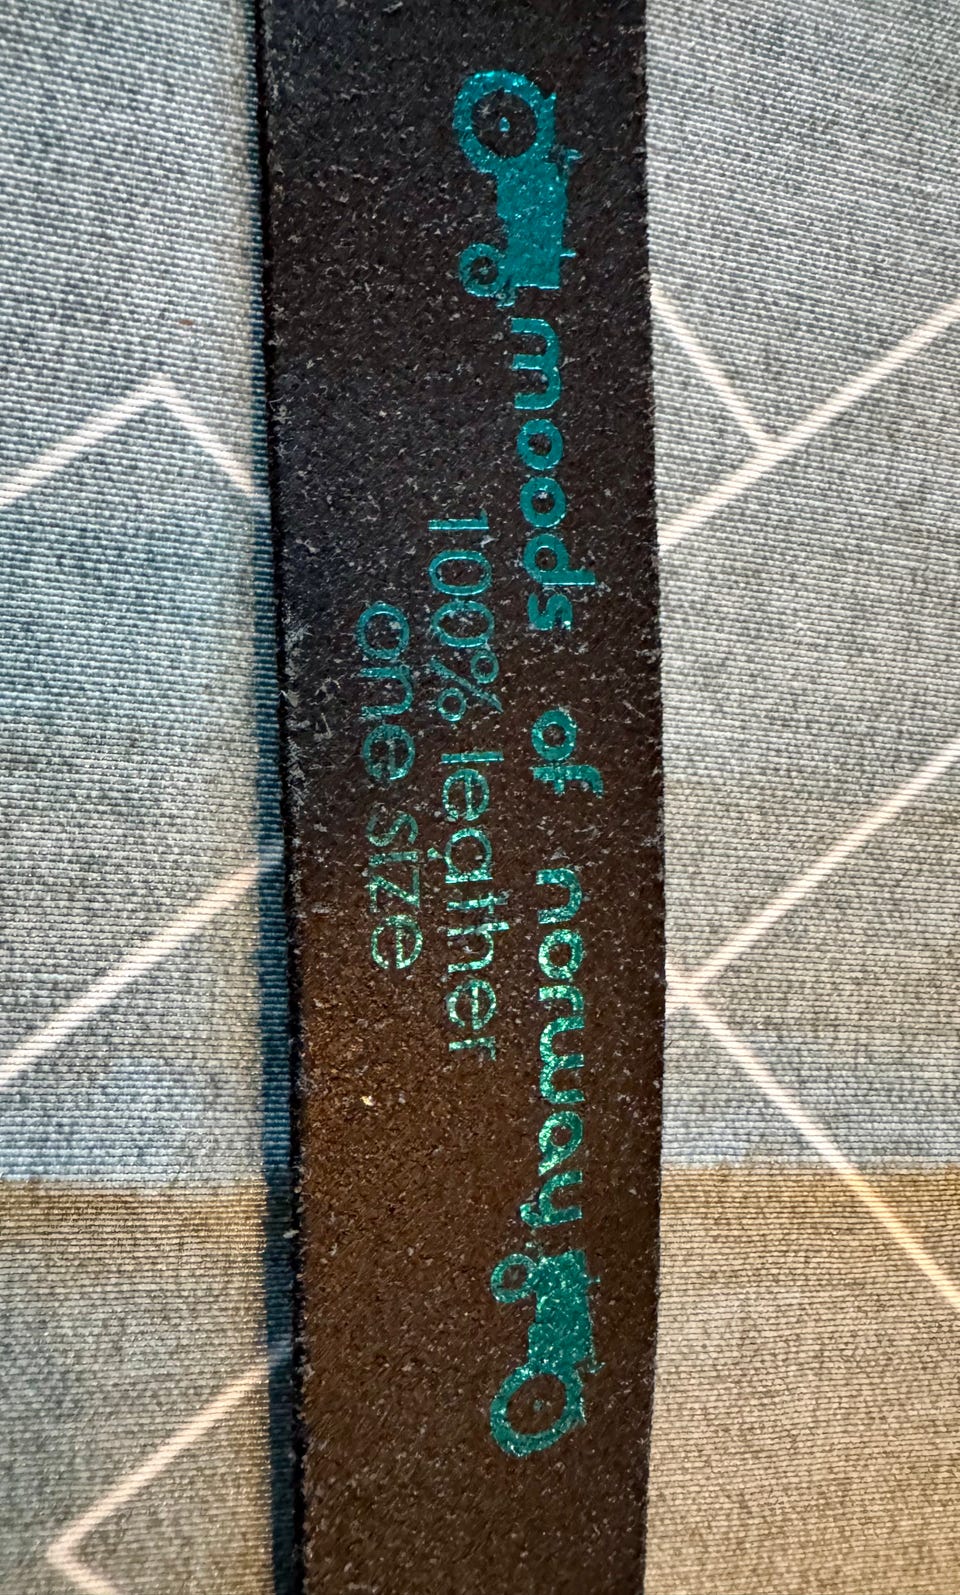 moods of norway
100% leather
one size